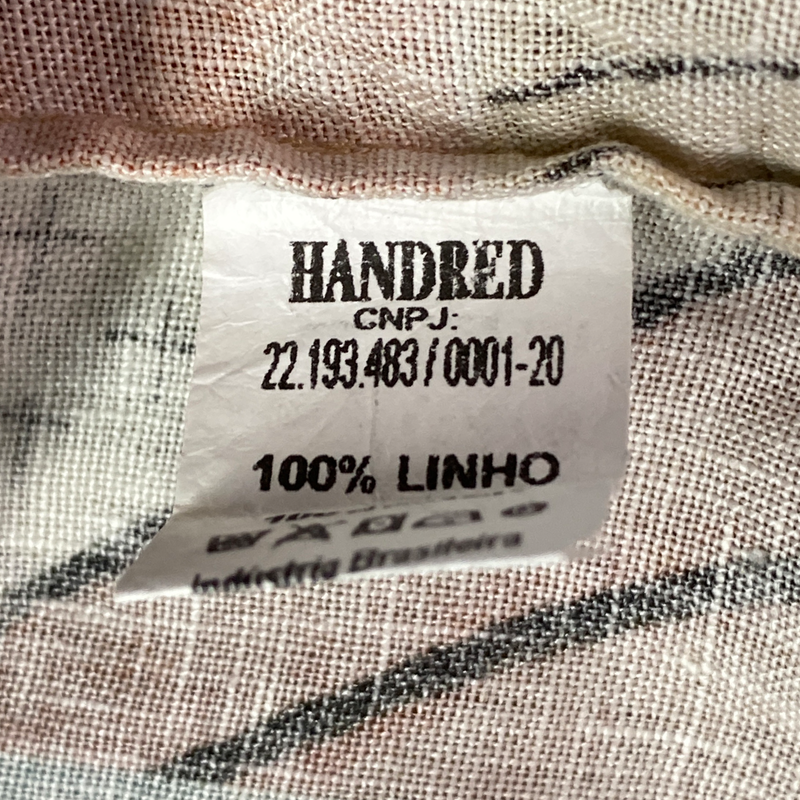 HANDRED
CNPJ:
22.193.483/0001-20
100% LINHO
Indústria Brasileira